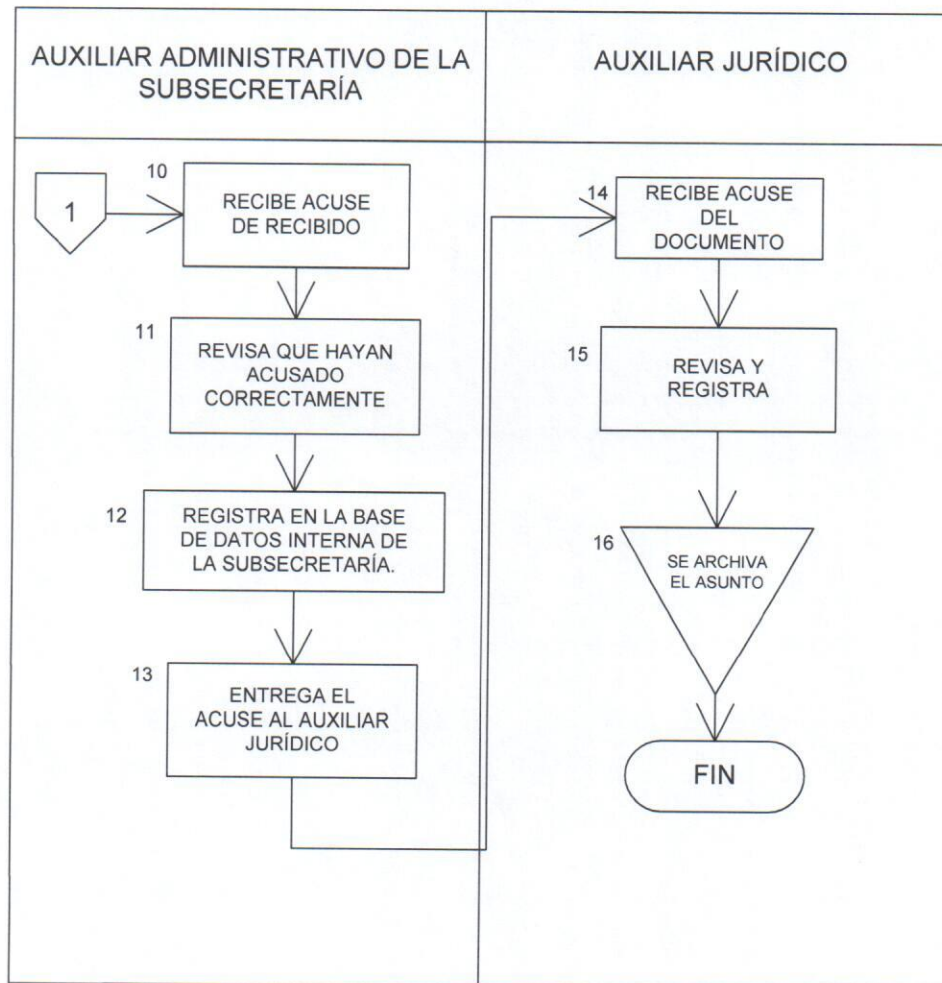 AUXILIAR ADMINISTRATIVO DE LA
SUBSECRETARÍA
AUXILIAR JURÍDICO
1
10
RECIBE ACUSE
DE RECIBIDO
11
REVISA QUE HAYAN
ACUSADO
CORRECTAMENTE
12
REGISTRA EN LA BASE
DE DATOS INTERNA DE
LA SUBSECRETARÍA.
13
ENTREGA EL
ACUSE AL AUXILIAR
JURÍDICO
14
RECIBE ACUSE
DEL
DOCUMENTO
15
REVISA Y
REGISTRA
16
SE ARCHIVA
EL ASUNTO
FIN